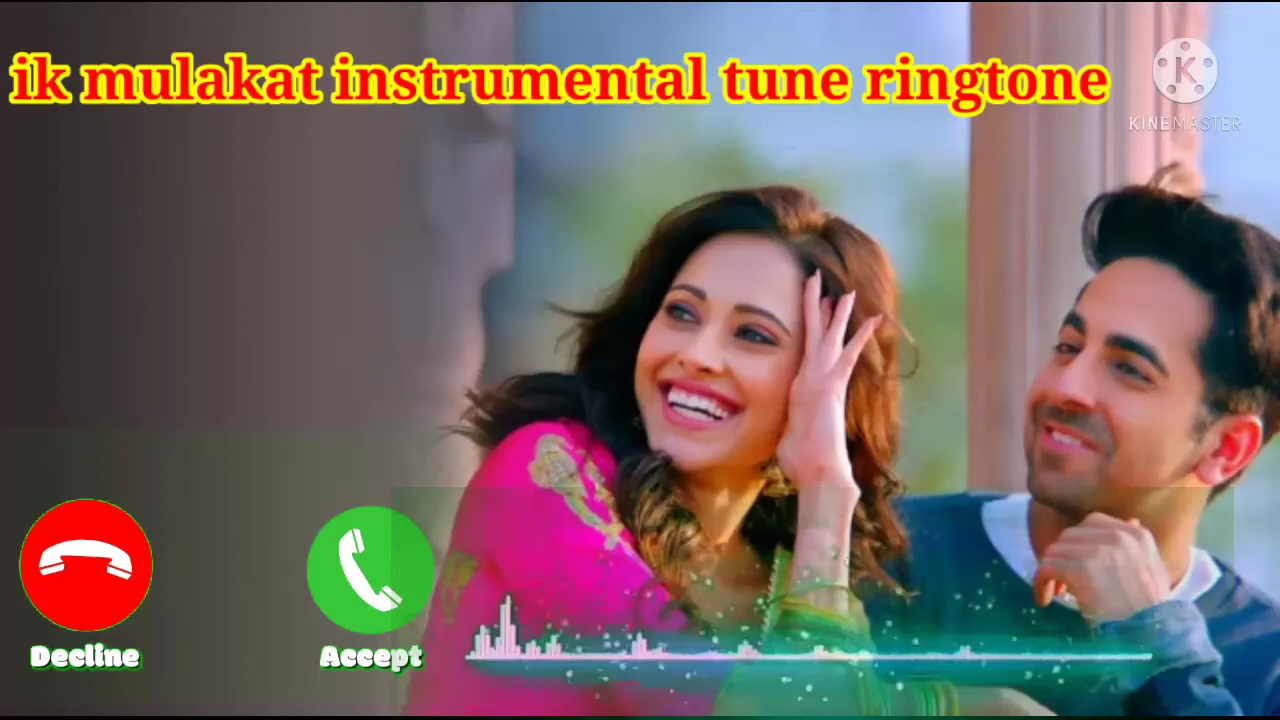 ik mulakat instrumental tune ringtone
K
KINEMASTER
Decline
Accept